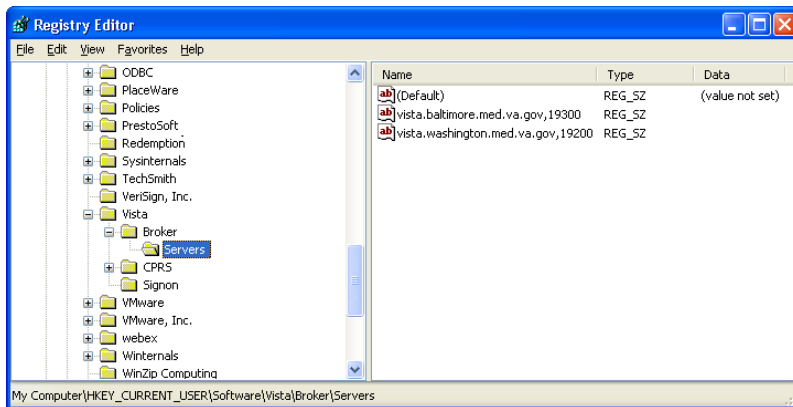 Registry Editor
File Edit View Favorites Help
ODBC
PlaceWare
Policies
PrestoSoft
Redemption
Sysinternals
TechSmith
VeriSign, Inc.
Vista
Broker
Servers
CPRS
Signon
VMware
VMware, Inc.
webex
Winternals
WinZip Computing
Name Type Data
ab (Default) REG_SZ (value not set)
ab vista.baltimore.med.va.gov,19300 REG_SZ
ab vista.washington.med.va.gov,19200 REG_SZ
My Computer\HKEY_CURRENT_USER\Software\Vista\Broker\Servers